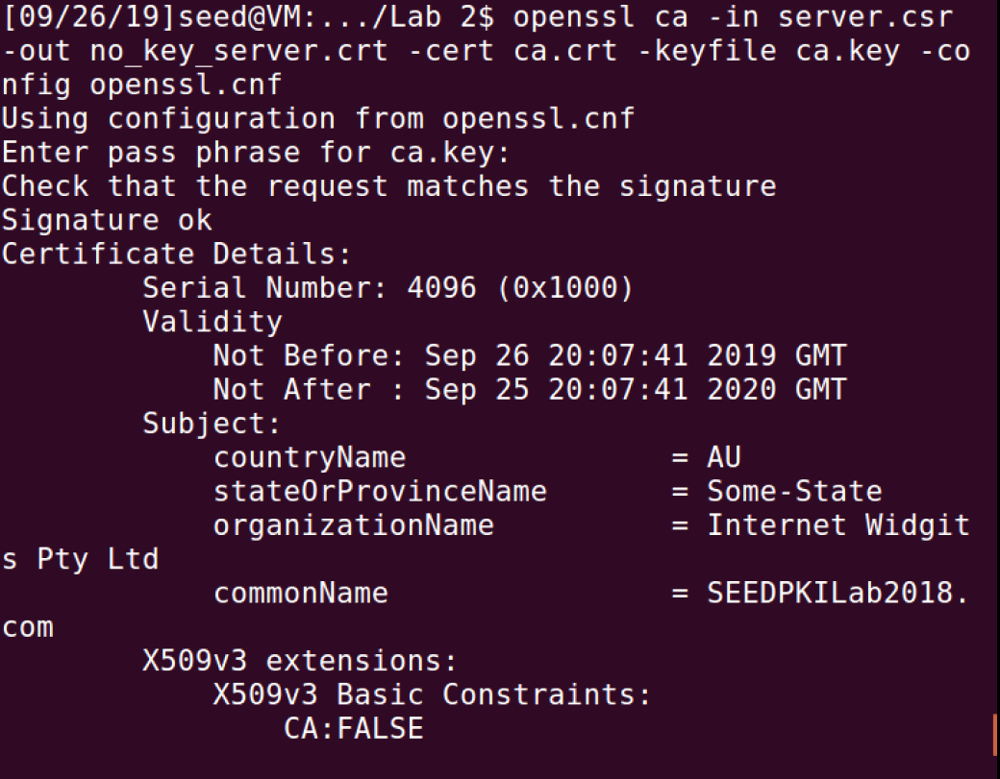 [09/26/19]seed@VM:.../Lab 2$ openssl ca -in server.csr
-out no_key_server.crt -cert ca.crt -keyfile ca.key -co
nfig openssl.cnf
Using configuration from openssl.cnf
Enter pass phrase for ca.key:
Check that the request matches the signature
Signature ok
Certificate Details:
        Serial Number: 4096 (0x1000)
        Validity
            Not Before: Sep 26 20:07:41 2019 GMT
            Not After : Sep 25 20:07:41 2020 GMT
        Subject:
            countryName               = AU
            stateOrProvinceName       = Some-State
            organizationName          = Internet Widgit
s Pty Ltd
            commonName                = SEEDPKILab2018.
com
        X509v3 extensions:
            X509v3 Basic Constraints:
                CA:FALSE